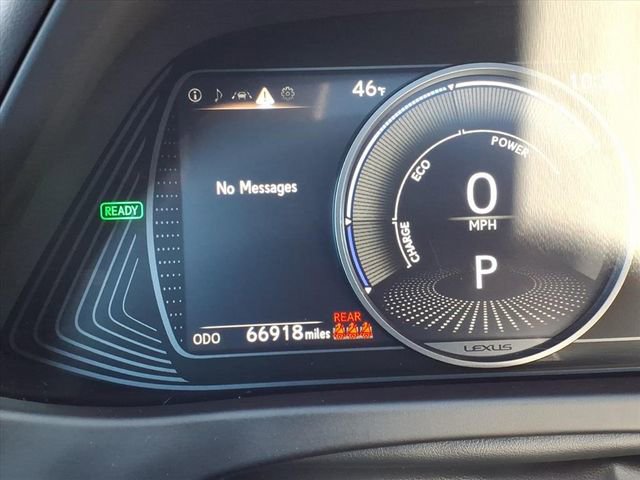 46°F
No Messages
READY
ECO
POWER
CHARGE
0
MPH
P
ODO 66918 miles
REAR
LEXUS